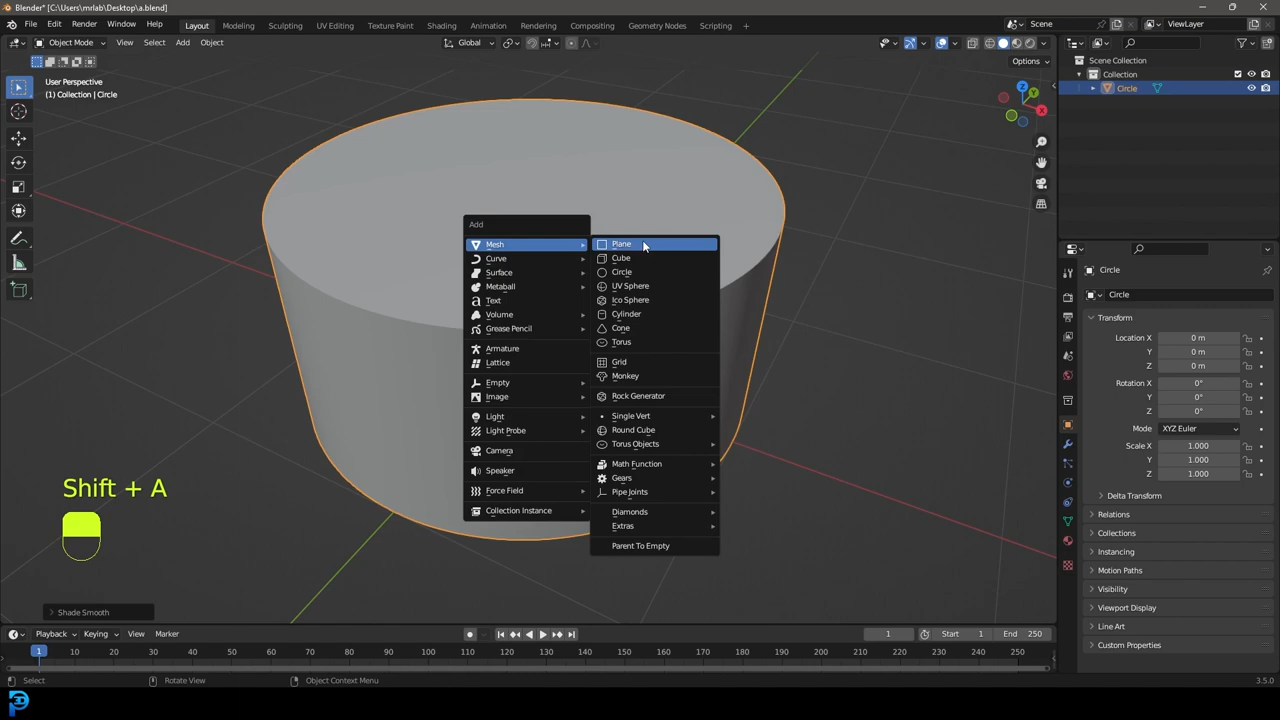 Blender* [C:\Users\mrlab\Desktop\a.blend]
File Edit Render Window Help Layout Modeling Sculpting UV Editing Texture Paint Shading Animation Rendering Compositing Geometry Nodes Scripting Scene ViewLayer
Object Mode View Select Add Object Global
Options
User Perspective
(1) Collection | Circle
Scene Collection
Collection
Circle
Add
Mesh
Curve
Surface
Metaball
Text
Volume
Grease Pencil
Armature
Lattice
Empty
Image
Light
Light Probe
Camera
Speaker
Force Field
Collection Instance
Plane
Cube
Circle
UV Sphere
Ico Sphere
Cylinder
Cone
Torus
Grid
Monkey
Rock Generator
Single Vert
Round Cube
Torus Objects
Math Function
Gears
Pipe Joints
Diamonds
Extras
Parent To Empty
X
Y
Z
Circle
Circle
Transform
Location X 0 m
Y 0 m
Z 0 m
Rotation X 0°
Y 0°
Z 0°
Mode XYZ Euler
Scale X 1.000
Y 1.000
Z 1.000
Delta Transform
Relations
Collections
Instancing
Motion Paths
Visibility
Viewport Display
Line Art
Custom Properties
Shift + A
Shade Smooth
Playback Keying View Marker 1 Start 1 End 250
1 10 20 30 40 50 60 70 80 90 100 110 120 130 140 150 160 170 180 190 200 210 220 230 240 250
Select Rotate View Object Context Menu 3.5.0